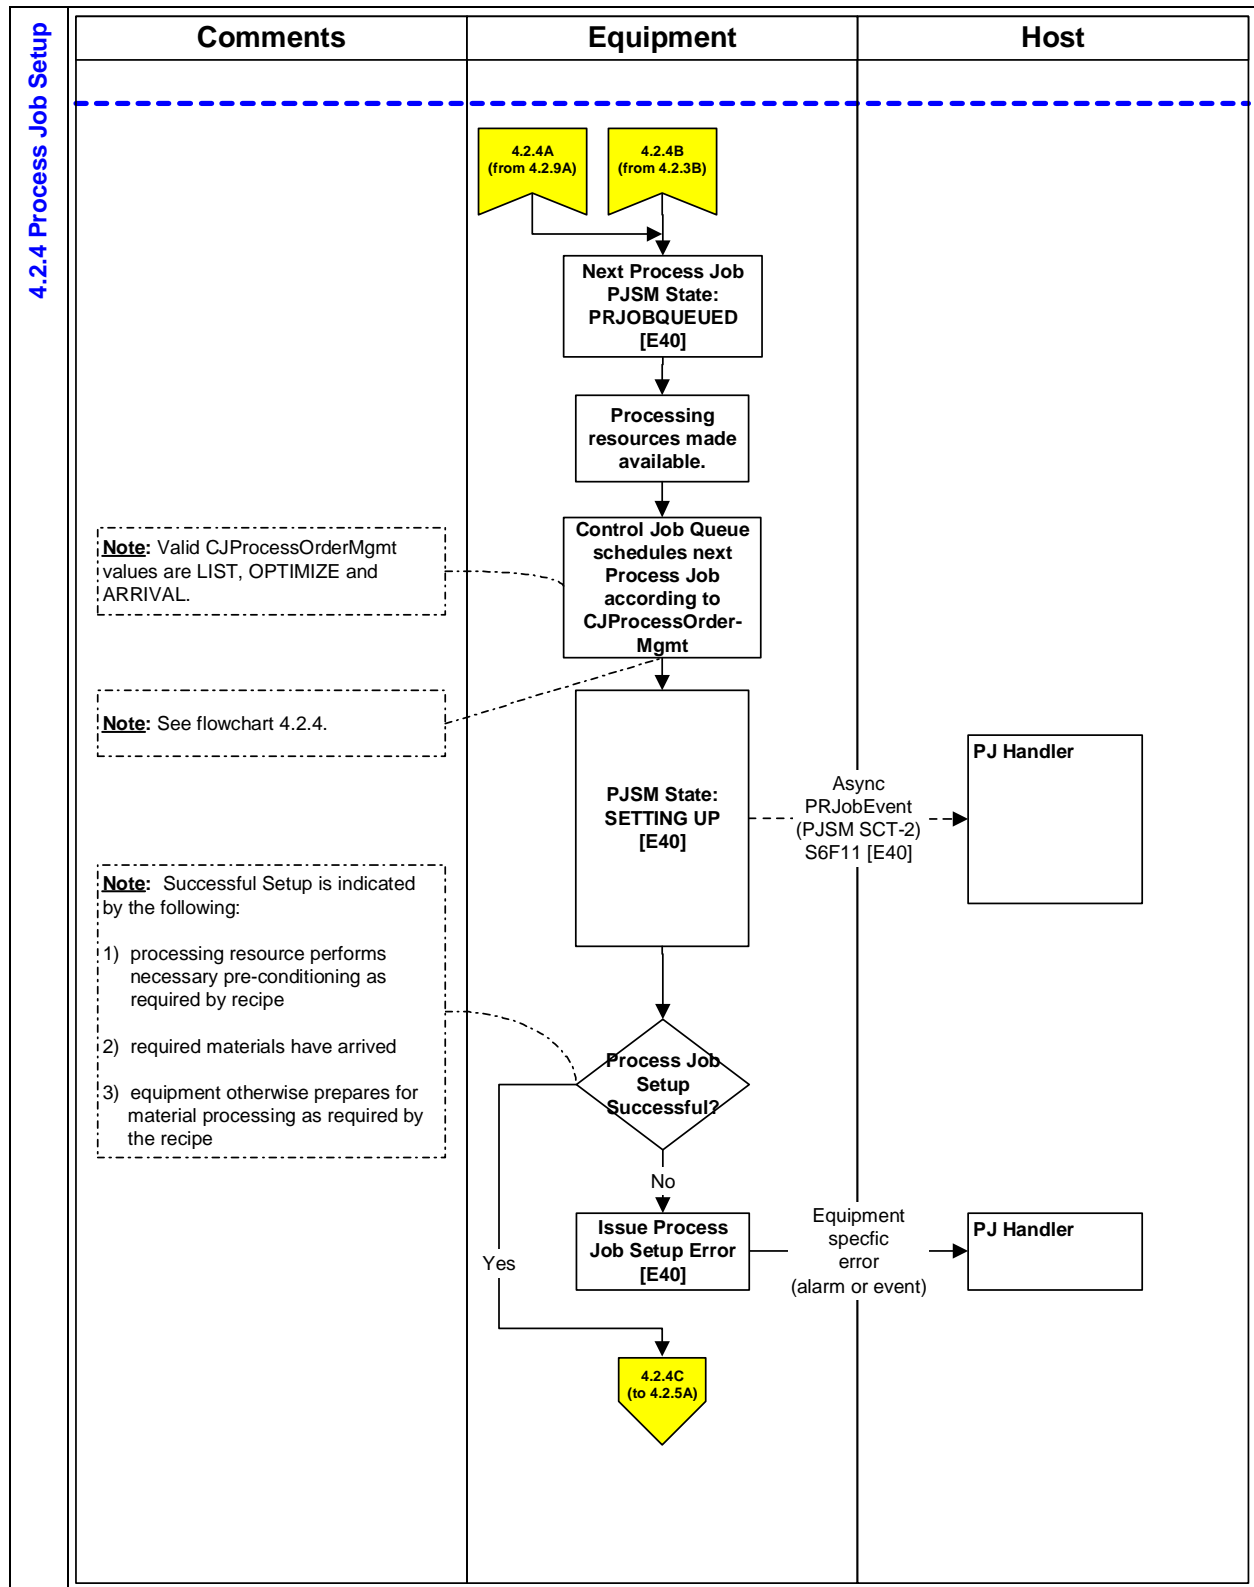 4.2.4 Process Job Setup
Comments
Equipment
Host
4.2.4A
(from 4.2.9A)
4.2.4B
(from 4.2.3B)
Next Process Job
PJSM State:
PRJOBQUEUED
[E40]
Processing
resources made
available.
Control Job Queue
schedules next
Process Job
according to
CJProcessOrder-
Mgmt
Note: Valid CJProcessOrderMgmt
values are LIST, OPTIMIZE and
ARRIVAL.
Note: See flowchart 4.2.4.
PJSM State:
SETTING UP
[E40]
Async
PRJobEvent
(PJSM SCT-2)
S6F11 [E40]
PJ Handler
Note: Successful Setup is indicated
by the following:
1) processing resource performs
necessary pre-conditioning as
required by recipe
2) required materials have arrived
3) equipment otherwise prepares for
material processing as required by
the recipe
Process Job
Setup
Successful?
No
Yes
Issue Process
Job Setup Error
[E40]
Equipment
specfic
error
(alarm or event)
PJ Handler
4.2.4C
(to 4.2.5A)